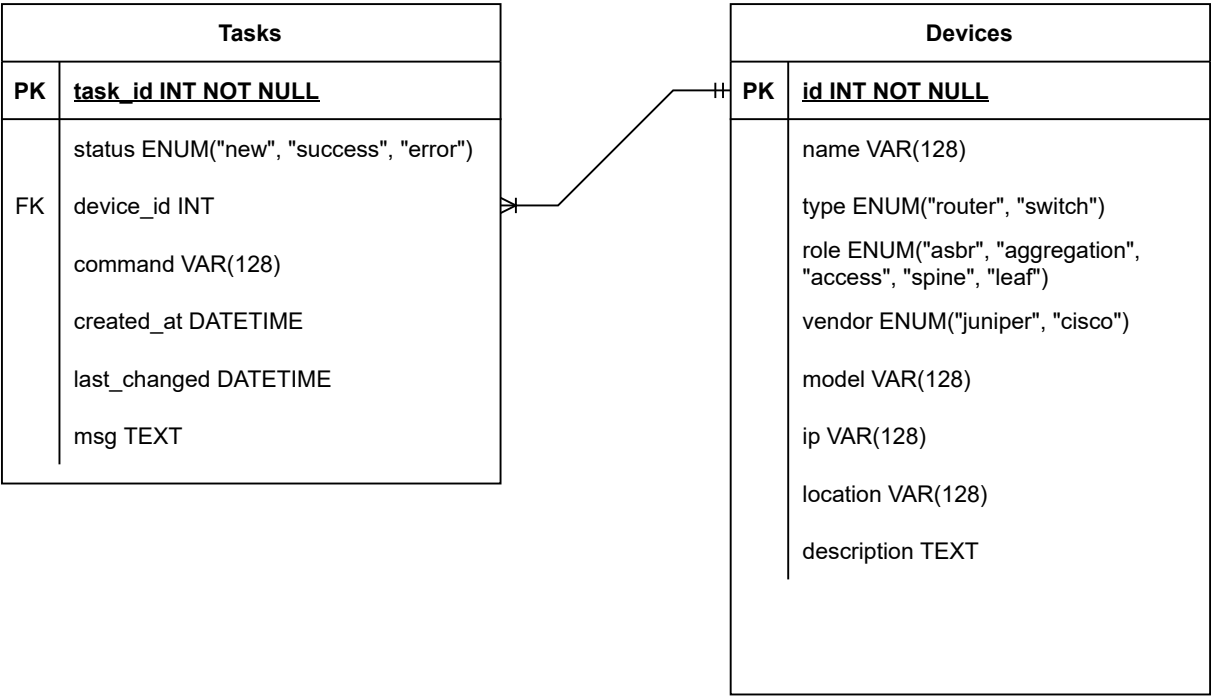 Tasks
PK task_id INT NOT NULL
status ENUM("new", "success", "error")
FK device_id INT
command VAR(128)
created_at DATETIME
last_changed DATETIME
msg TEXT
Devices
PK id INT NOT NULL
name VAR(128)
type ENUM("router", "switch")
role ENUM("asbr", "aggregation",
"access", "spine", "leaf")
vendor ENUM("juniper", "cisco")
model VAR(128)
ip VAR(128)
location VAR(128)
description TEXT